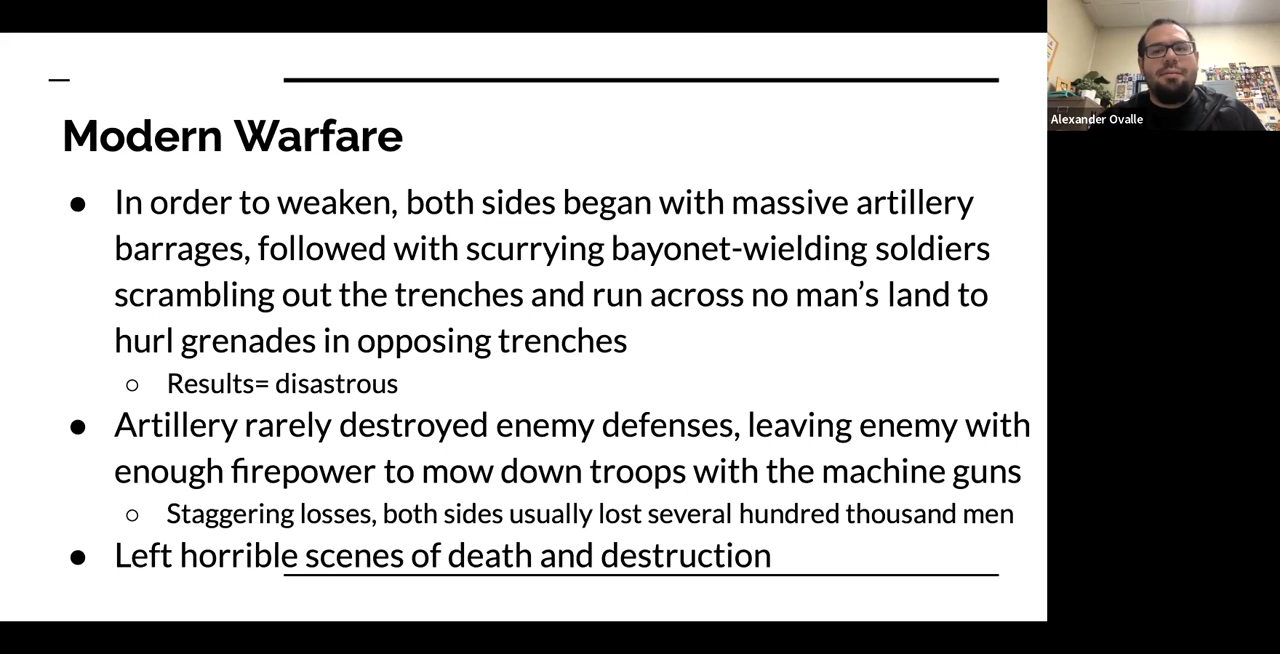 Modern Warfare
● In order to weaken, both sides began with massive artillery
barrages, followed with scurrying bayonet-wielding soldiers
scrambling out the trenches and run across no man’s land to
hurl grenades in opposing trenches
○ Results= disastrous
● Artillery rarely destroyed enemy defenses, leaving enemy with
enough firepower to mow down troops with the machine guns
○ Staggering losses, both sides usually lost several hundred thousand men
● Left horrible scenes of death and destruction
Alexander Ovalle